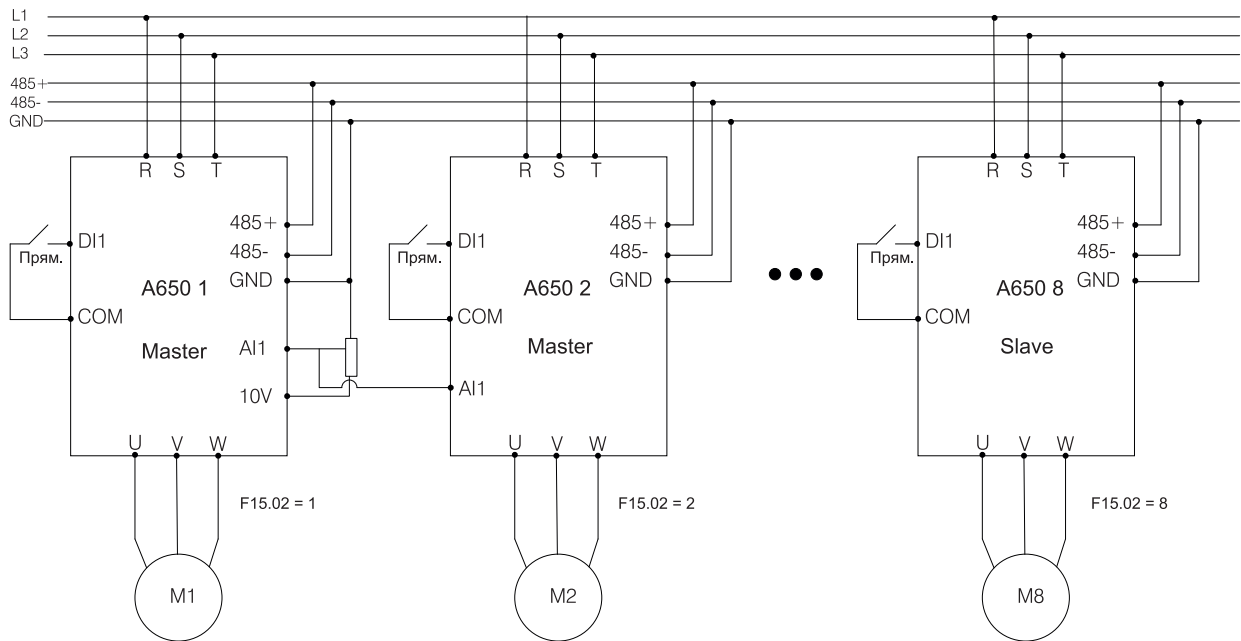 L1
L2
L3
485+
485-
GND
R S T
485+
485-
GND
DI1
Прям.
COM
A650 1
Master
AI1
10V
U V W
F15.02 = 1
M1
R S T
485+
485-
GND
DI1
Прям.
COM
A650 2
Master
AI1
U V W
F15.02 = 2
M2
R S T
485+
485-
GND
DI1
Прям.
COM
A650 8
Slave
U V W
F15.02 = 8
M8